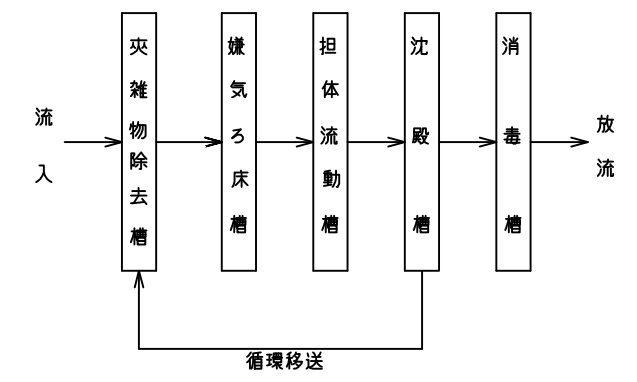 流入
夾雑物除去槽
嫌気ろ床槽
担体流動槽
沈殿槽
消毒槽
放流
循環移送